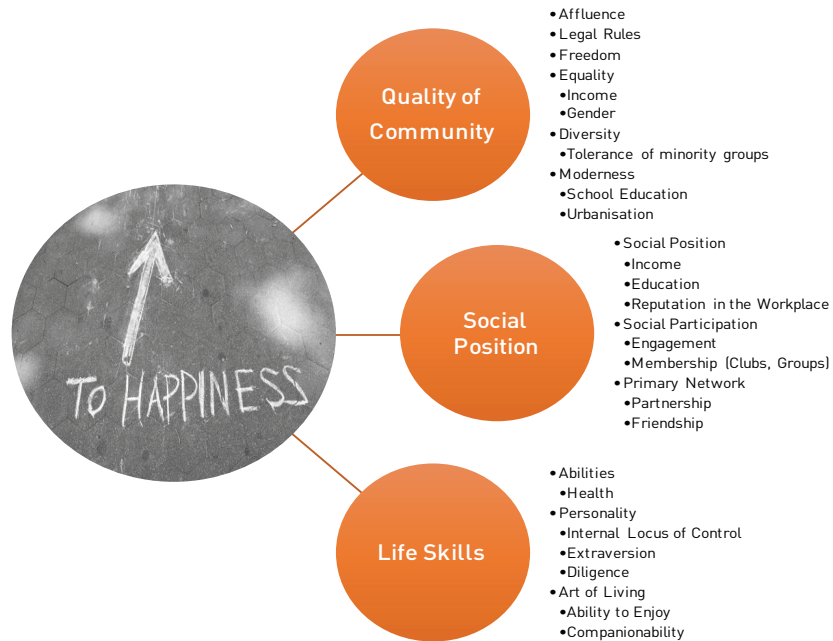 TO HAPPINESS
Quality of
Community
• Affluence
• Legal Rules
• Freedom
• Equality
• Income
• Gender
• Diversity
• Tolerance of minority groups
• Moderness
• School Education
• Urbanisation
Social
Position
• Social Position
• Income
• Education
• Reputation in the Workplace
• Social Participation
• Engagement
• Membership (Clubs, Groups)
• Primary Network
• Partnership
• Friendship
Life Skills
• Abilities
• Health
• Personality
• Internal Locus of Control
• Extraversion
• Diligence
• Art of Living
• Ability to Enjoy
• Companionability